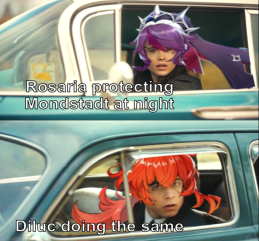 Rosaria protecting
Mondstadt at night
Diluc doing the same